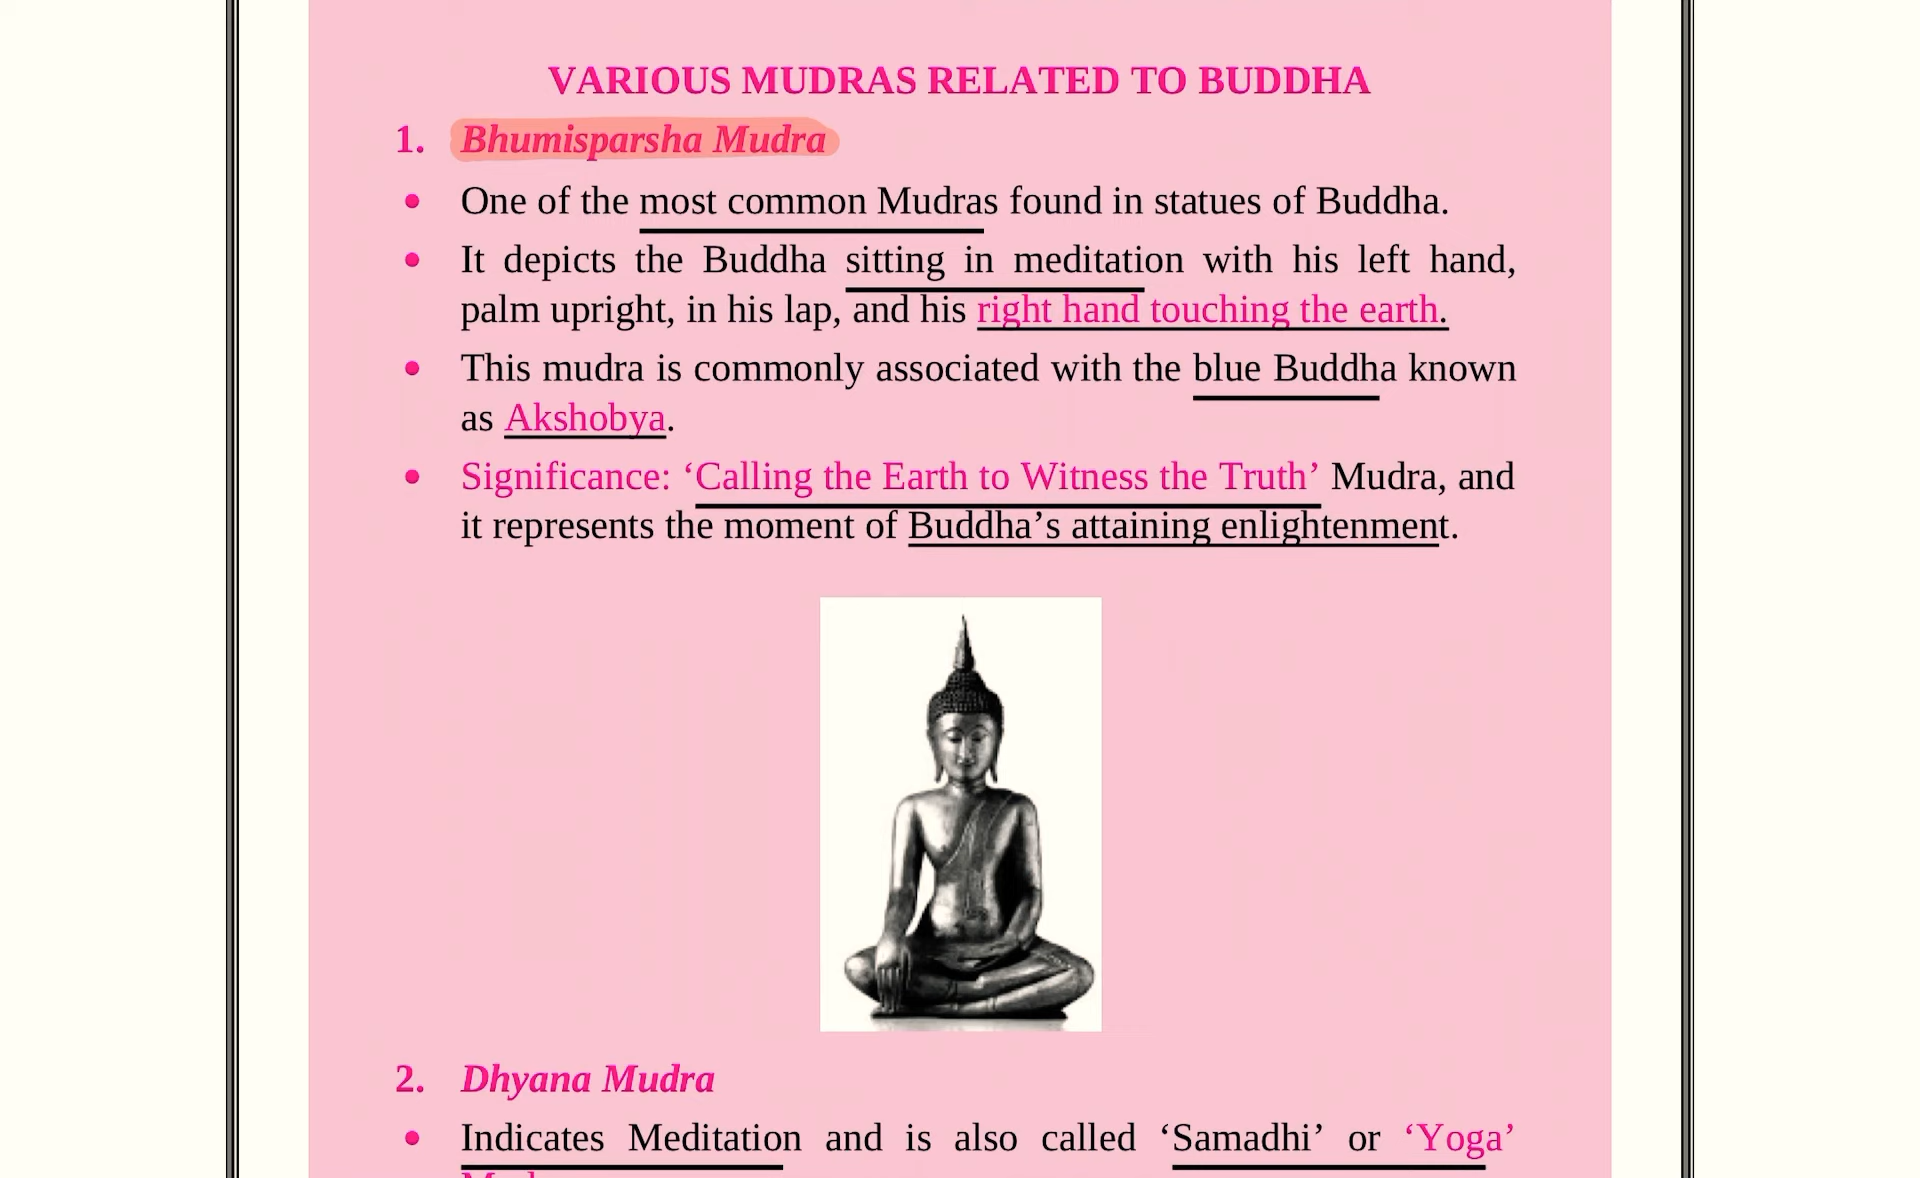 VARIOUS MUDRAS RELATED TO BUDDHA
1. Bhumisparsha Mudra
• One of the most common Mudras found in statues of Buddha.
• It depicts the Buddha sitting in meditation with his left hand,
palm upright, in his lap, and his right hand touching the earth.
• This mudra is commonly associated with the blue Buddha known
as Akshobya.
• Significance: ‘Calling the Earth to Witness the Truth’ Mudra, and
it represents the moment of Buddha’s attaining enlightenment.
2. Dhyana Mudra
• Indicates Meditation and is also called ‘Samadhi’ or ‘Yoga’